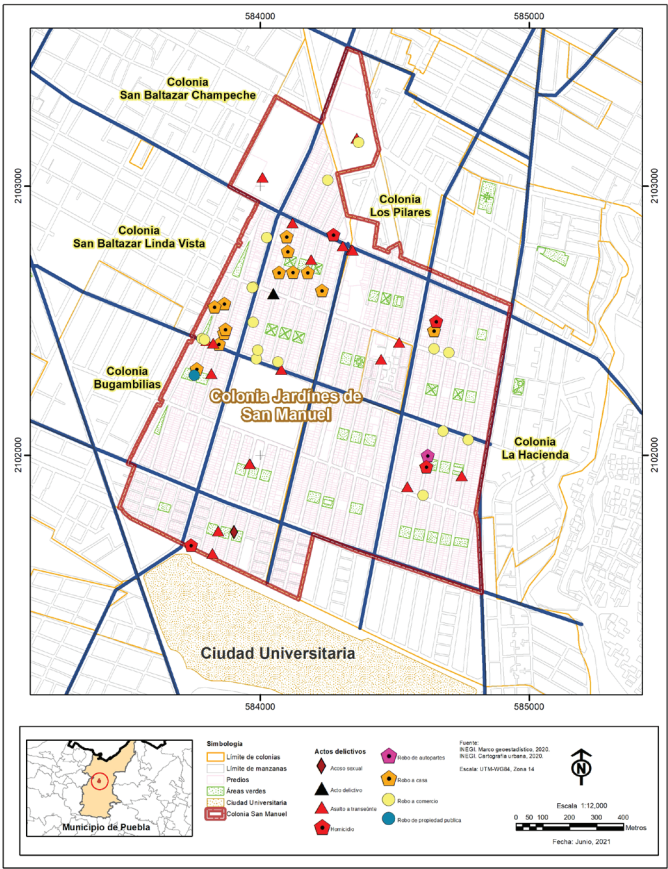 584000
585000
Colonia
San Baltazar Champeche
2103000
2103000
Colonia
Los Pilares
Colonia
San Baltazar Linda Vista
Colonia
Bugambilias
Colonia Jardines de
San Manuel
Colonia
La Hacienda
2102000
2102000
Ciudad Universitaria
584000
585000
Municipio de Puebla
Simbología
Límite de colonias
Límite de manzanas
Predios
Áreas verdes
Ciudad Universitaria
Colonia San Manuel
Actos delictivos
Acoso sexual
Acto delictivo
Asalto a transeúnte
Homicidio
Robo de autopartes
Robo a casa
Robo a comercio
Robo de propiedad pública
Fuente:
INEGI. Marco geoestadístico, 2020.
INEGI. Cartografía urbana, 2020.
Escala: UTM-WG84, Zona 14
N
Escala 1:12,000
0 50 100 200 300 400
Metros
Fecha: Junio, 2021